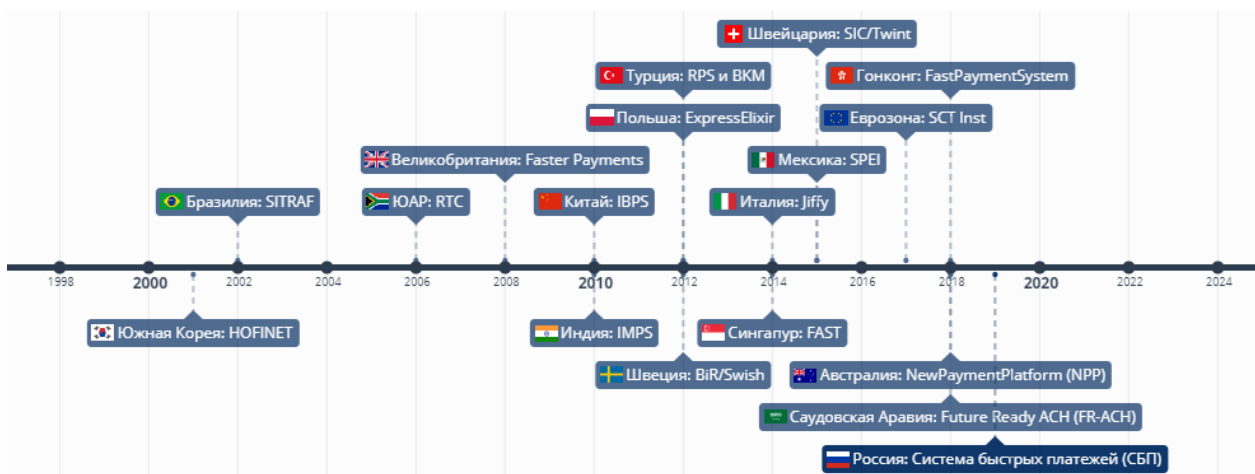 Швейцария: SIC/Twint
Турция: RPS и BKM
Гонконг: FastPaymentSystem
Польша: ExpressElixir
Еврозона: SCT Inst
Великобритания: Faster Payments
Мексика: SPEI
Бразилия: SITRAF
ЮАР: RTC
Китай: IBPS
Италия: Jiffy
1998
2000
2002
2004
2006
2008
2010
2012
2014
2016
2018
2020
2022
2024
Южная Корея: HOFINET
Индия: IMPS
Сингапур: FAST
Швеция: BiR/Swish
Австралия: NewPaymentPlatform (NPP)
Саудовская Аравия: Future Ready ACH (FR-ACH)
Россия: Система быстрых платежей (СБП)